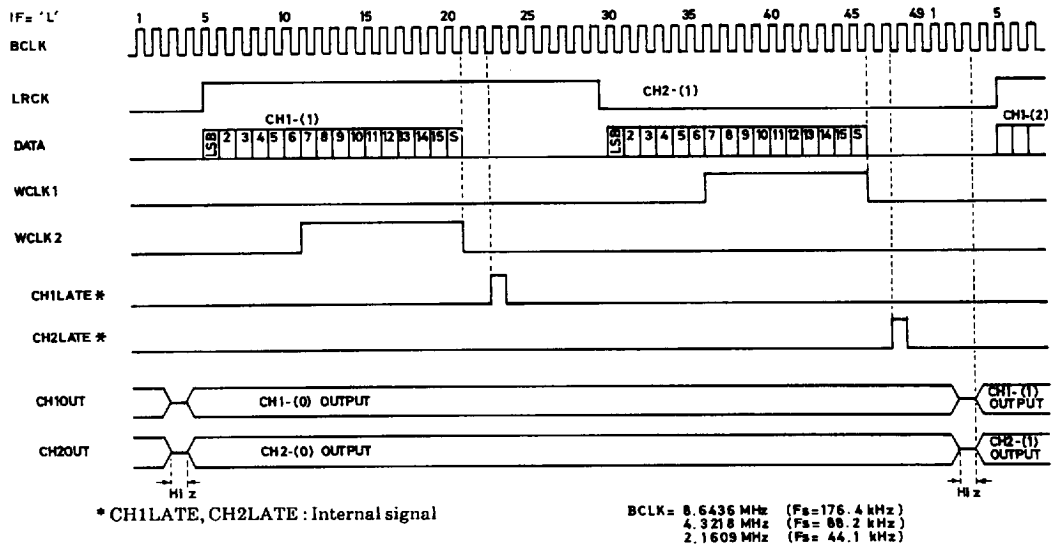 IF= 'L' 1 5 10 15 20 25 30 35 40 45 49 1 5
BCLK
LRCK
CH2-(1)
CH1-(1)
CH1-(2)
DATA
LSB 2 3 4 5 6 7 8 9 10 11 12 13 14 15 S LSB 2 3 4 5 6 7 8 9 10 11 12 13 14 15 S
WCLK1
WCLK2
CH1LATE *
CH2LATE *
CH1OUT CH1-(0) OUTPUT CH1-(1) OUTPUT
CH2OUT CH2-(0) OUTPUT CH2-(1) OUTPUT
Hi z Hi z
* CH1LATE, CH2LATE : Internal signal
BCLK= 8.6436 MHz (Fs=176.4 kHz)
4.3218 MHz (Fs= 88.2 kHz)
2.1609 MHz (Fs= 44.1 kHz)